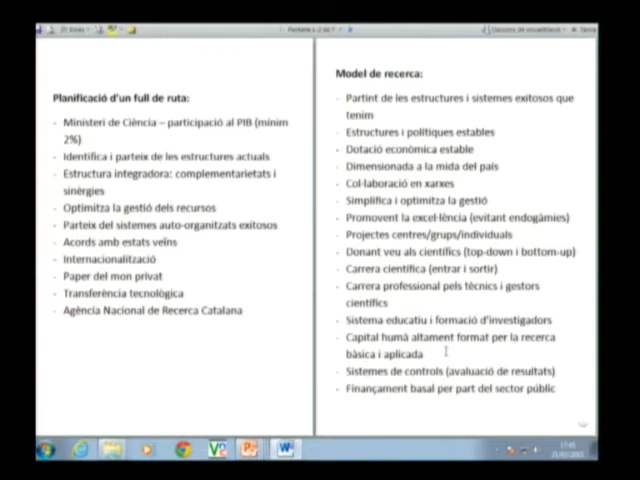 Planificació d'un full de ruta:
- Ministeri de Ciència – participació al PIB (mínim
2%)
- Identifica i parteix de les estructures actuals
- Estructura integradora: complementarietats i
sinèrgies
- Optimitza la gestió dels recursos
- Parteix del sistemes auto-organitzats exitosos
- Acords amb estats veïns
- Internacionalització
- Paper del mon privat
- Transferència tecnològica
- Agència Nacional de Recerca Catalana
Model de recerca:
- Partint de les estructures i sistemes exitosos que
tenim
- Estructures i polítiques estables
- Dotació econòmica estable
- Dimensionada a la mida del país
- Col·laboració en xarxes
- Simplifica i optimitza la gestió
- Promovent la excel·lència (evitant endogàmies)
- Projectes centres/grups/individuals
- Donant veu als científics (top-down i bottom-up)
- Carrera científica (entrar i sortir)
- Carrera professional pels tècnics i gestors
científics
- Sistema educatiu i formació d'investigadors
- Capital humà altament format per la recerca
bàsica i aplicada
- Sistemes de controls (avaluació de resultats)
- Finançament basal per part del sector públic
17:45